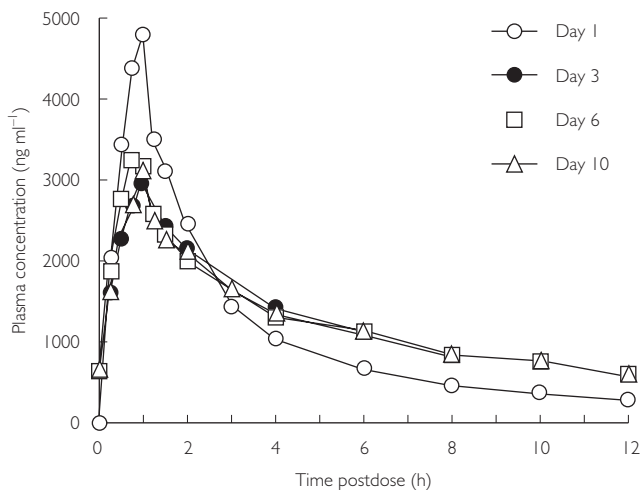 5000
4000
3000
2000
1000
0
Plasma concentration (ng ml⁻¹)
Day 1
Day 3
Day 6
Day 10
0 2 4 6 8 10 12
Time postdose (h)